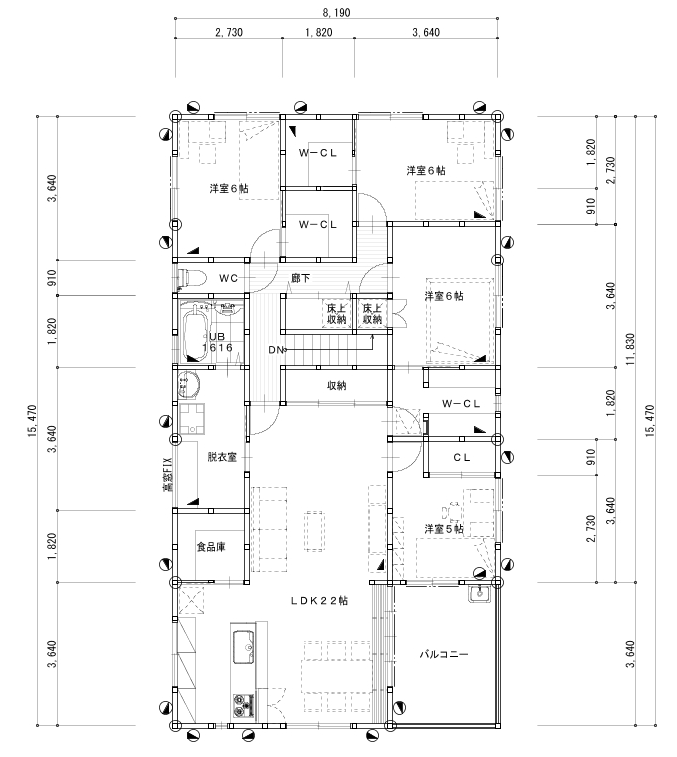 8,190
2,730
1,820
3,640
W-CL
洋室6帖
洋室6帖
W-CL
WC
廊下
洋室6帖
床上
収納
床上
収納
UB
1616
DN
収納
W-CL
脱衣室
CL
高窓FIX
洋室5帖
食品庫
LDK22帖
バルコニー
15,470
3,640
910
1,820
3,640
1,820
3,640
1,820
910
2,730
3,640
1,820
910
2,730
3,640
3,640
11,830
15,470